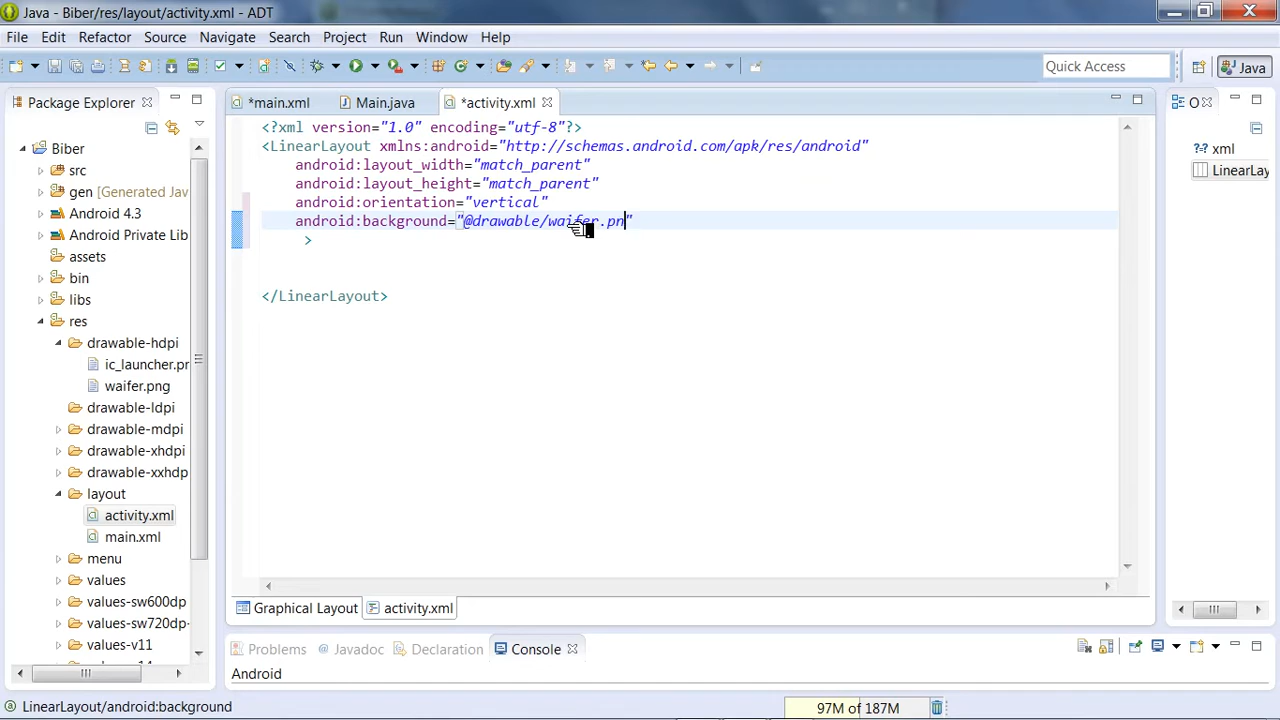 Java - Biber/res/layout/activity.xml - ADT
File Edit Refactor Source Navigate Search Project Run Window Help
Quick Access
Java
Package Explorer
*main.xml
Main.java
*activity.xml
O
Biber
src
gen [Generated Jav
Android 4.3
Android Private Lib
assets
bin
libs
res
drawable-hdpi
ic_launcher.pr
waifer.png
drawable-ldpi
drawable-mdpi
drawable-xhdpi
drawable-xxhdp
layout
activity.xml
main.xml
menu
values
values-sw600dp
values-sw720dp-
values-v11
<?xml version="1.0" encoding="utf-8"?>
<LinearLayout xmlns:android="http://schemas.android.com/apk/res/android"
android:layout_width="match_parent"
android:layout_height="match_parent"
android:orientation="vertical"
android:background="@drawable/waifer.pn"
>
</LinearLayout>
xml
LinearLay
Graphical Layout
activity.xml
Problems
Javadoc
Declaration
Console
Android
LinearLayout/android:background
97M of 187M